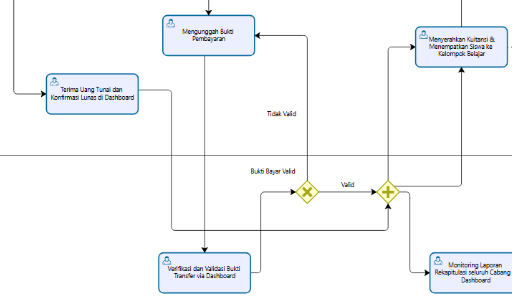 Mengunggah Bukti
Pembayaran
Menyerahkan Kuitansi &
Menempatkan Siswa ke
Kelompok Belajar
Terima Uang Tunai dan
Konfirmasi Lunas di Dashboard
Tidak Valid
Bukti Bayar Valid
Valid
Verifikasi dan Validasi Bukti
Transfer via Dashboard
Monitoring Laporan
Rekapitulasi seluruh Cabang
Dashboard